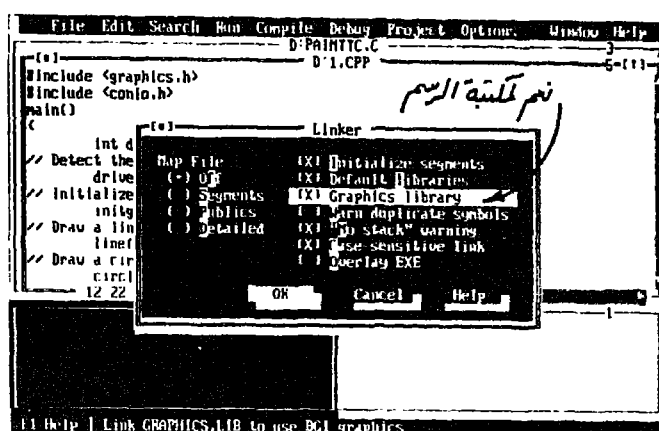 File Edit Search Run Compile Debug Project Options Window Help
D:PAINTTC.C 3
[■] D:1.CPP 5=[↕]
#include <graphics.h>
#include <conio.h>
main()
{
نعم لمكتبة الرسم
[■] Linker
int d
// Detect the
drive
// Initialize
initg
// Draw a lin
linef
// Draw a cir
circl
12 22
Map File
(•) Off
( ) Segments
( ) Publics
( ) Detailed
[X] Initialize segments
[X] Default libraries
[X] Graphics library
[ ] Warn duplicate symbols
[X] "No stack" warning
[X] Case-sensitive link
[ ] Overlay EXE
OK Cancel Help
1
F1 Help | Link GRAPHICS.LIB to use BGI graphics